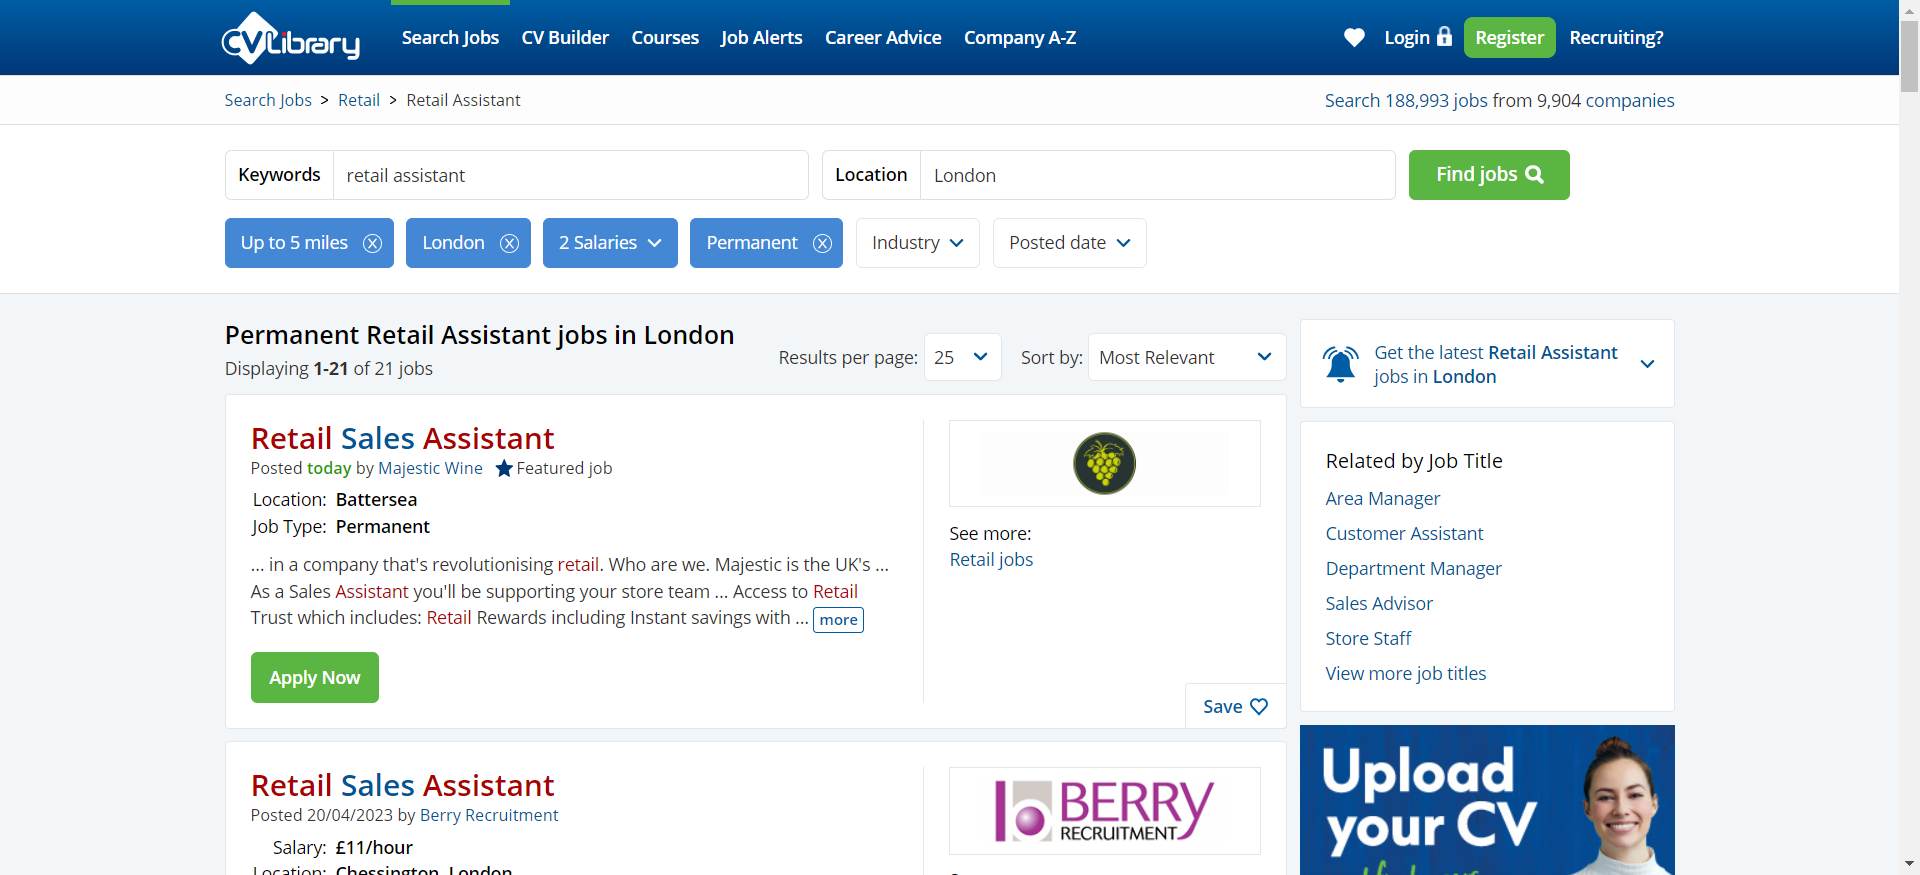 CVLibrary
Search Jobs CV Builder Courses Job Alerts Career Advice Company A-Z Login Register Recruiting?
Search Jobs > Retail > Retail Assistant Search 188,993 jobs from 9,904 companies
Keywords retail assistant Location London Find jobs
Up to 5 miles London 2 Salaries Permanent Industry Posted date
Permanent Retail Assistant jobs in London
Displaying 1-21 of 21 jobs
Results per page: 25 Sort by: Most Relevant
Retail Sales Assistant
Posted today by Majestic Wine Featured job
Location: Battersea
Job Type: Permanent
... in a company that's revolutionising retail. Who are we. Majestic is the UK's ...
As a Sales Assistant you'll be supporting your store team ... Access to Retail
Trust which includes: Retail Rewards including Instant savings with ... more
Apply Now
See more:
Retail jobs
Save
Retail Sales Assistant
Posted 20/04/2023 by Berry Recruitment
Salary: £11/hour
Location: Chessington, London
b BERRY
RECRUITMENT
Get the latest Retail Assistant
jobs in London
Related by Job Title
Area Manager
Customer Assistant
Department Manager
Sales Advisor
Store Staff
View more job titles
Upload
your CV